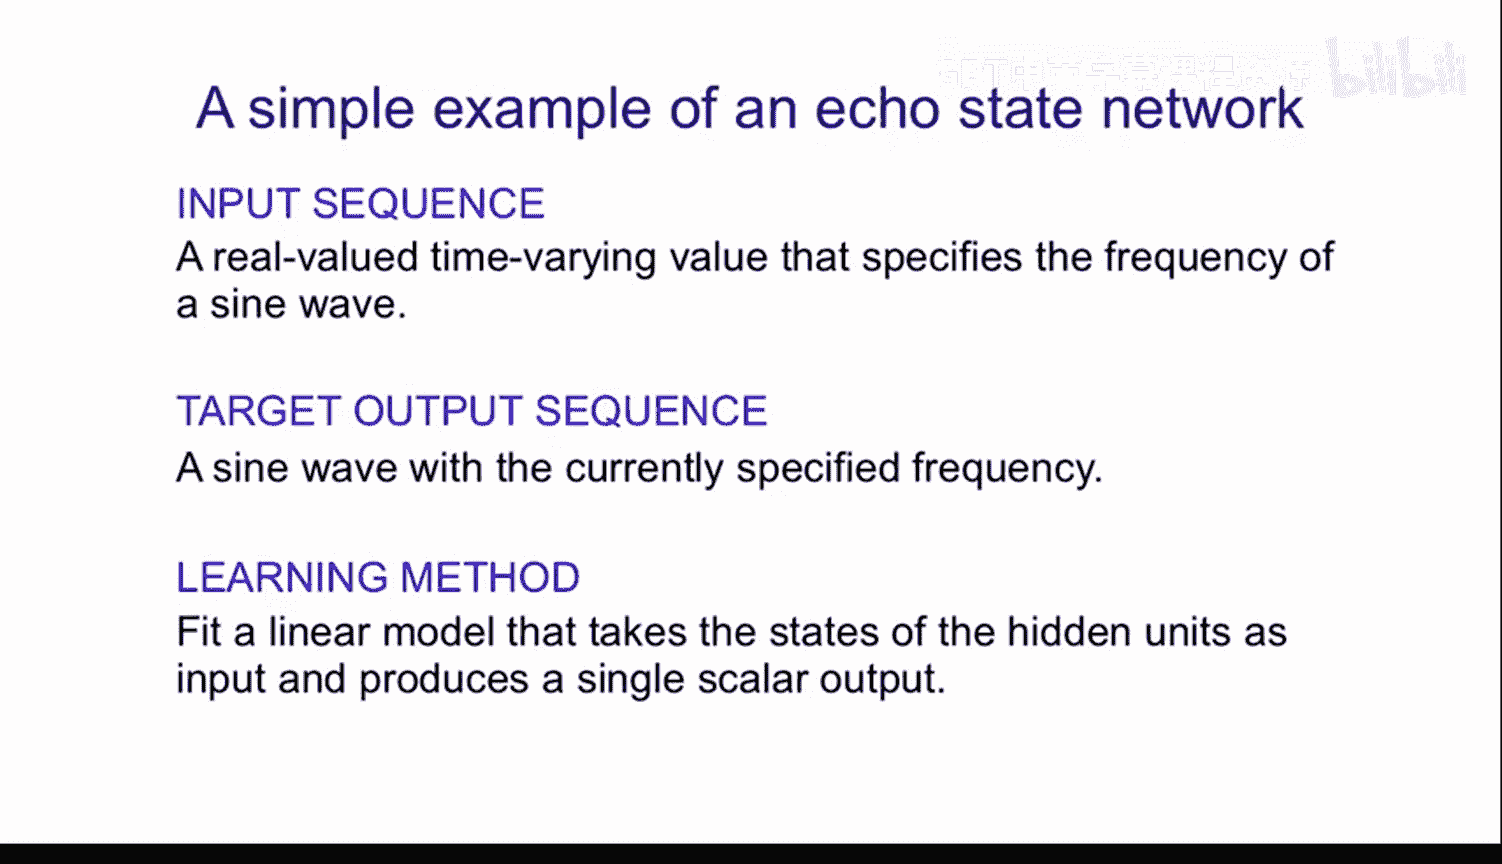 A simple example of an echo state network
INPUT SEQUENCE
A real-valued time-varying value that specifies the frequency of
a sine wave.
TARGET OUTPUT SEQUENCE
A sine wave with the currently specified frequency.
LEARNING METHOD
Fit a linear model that takes the states of the hidden units as
input and produces a single scalar output.
bilibili